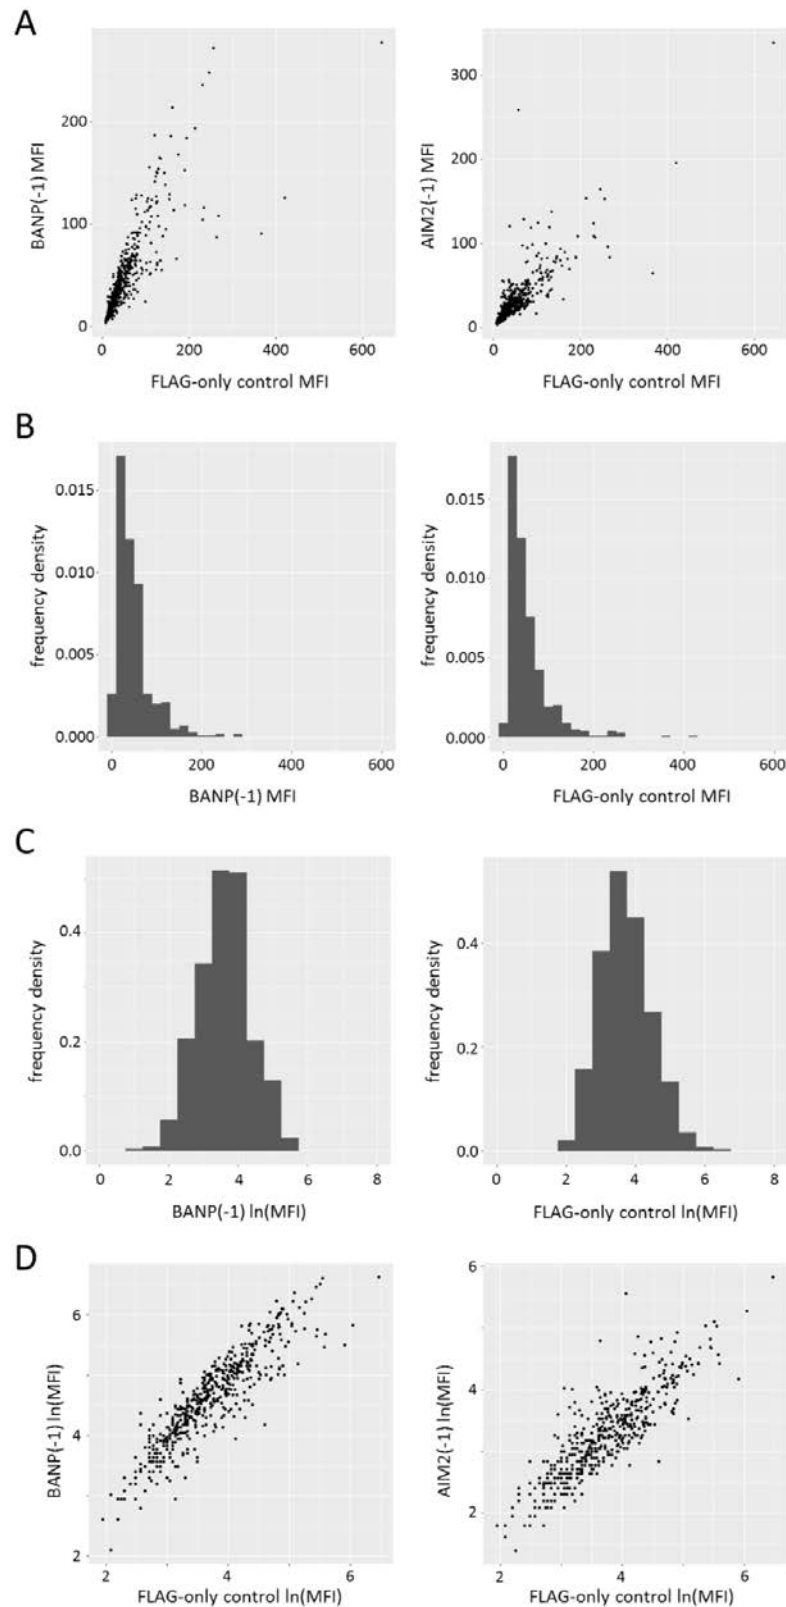 A
BANP(-1) MFI
200
100
0
0 200 400 600
FLAG-only control MFI
AIM2(-1) MFI
300
200
100
0
0 200 400 600
FLAG-only control MFI
B
frequency density
0.015
0.010
0.005
0.000
0 200 400 600
BANP(-1) MFI
frequency density
0.015
0.010
0.005
0.000
0 200 400 600
FLAG-only control MFI
C
frequency density
0.4
0.2
0.0
0 2 4 6 8
BANP(-1) ln(MFI)
frequency density
0.4
0.2
0.0
0 2 4 6 8
FLAG-only control ln(MFI)
D
BANP(-1) ln(MFI)
6
4
2
2 4 6
FLAG-only control ln(MFI)
AIM2(-1) ln(MFI)
6
4
2
2 4 6
FLAG-only control ln(MFI)